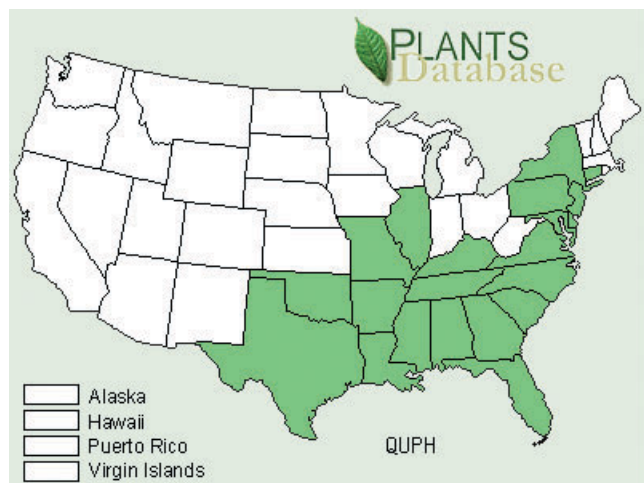 PLANTS
Database
Alaska
Hawaii
Puerto Rico
Virgin Islands
QUPH